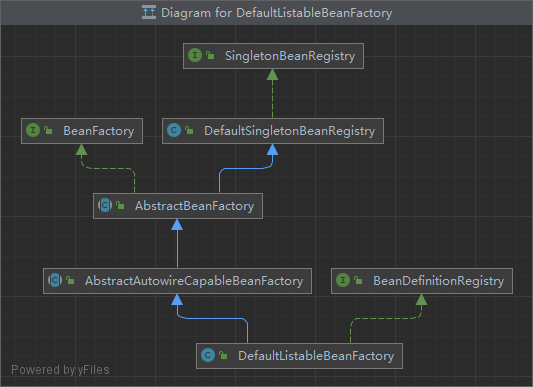 Diagram for DefaultListableBeanFactory
I SingletonBeanRegistry
I BeanFactory
C DefaultSingletonBeanRegistry
C AbstractBeanFactory
C AbstractAutowireCapableBeanFactory
I BeanDefinitionRegistry
C DefaultListableBeanFactory
Powered by yFiles